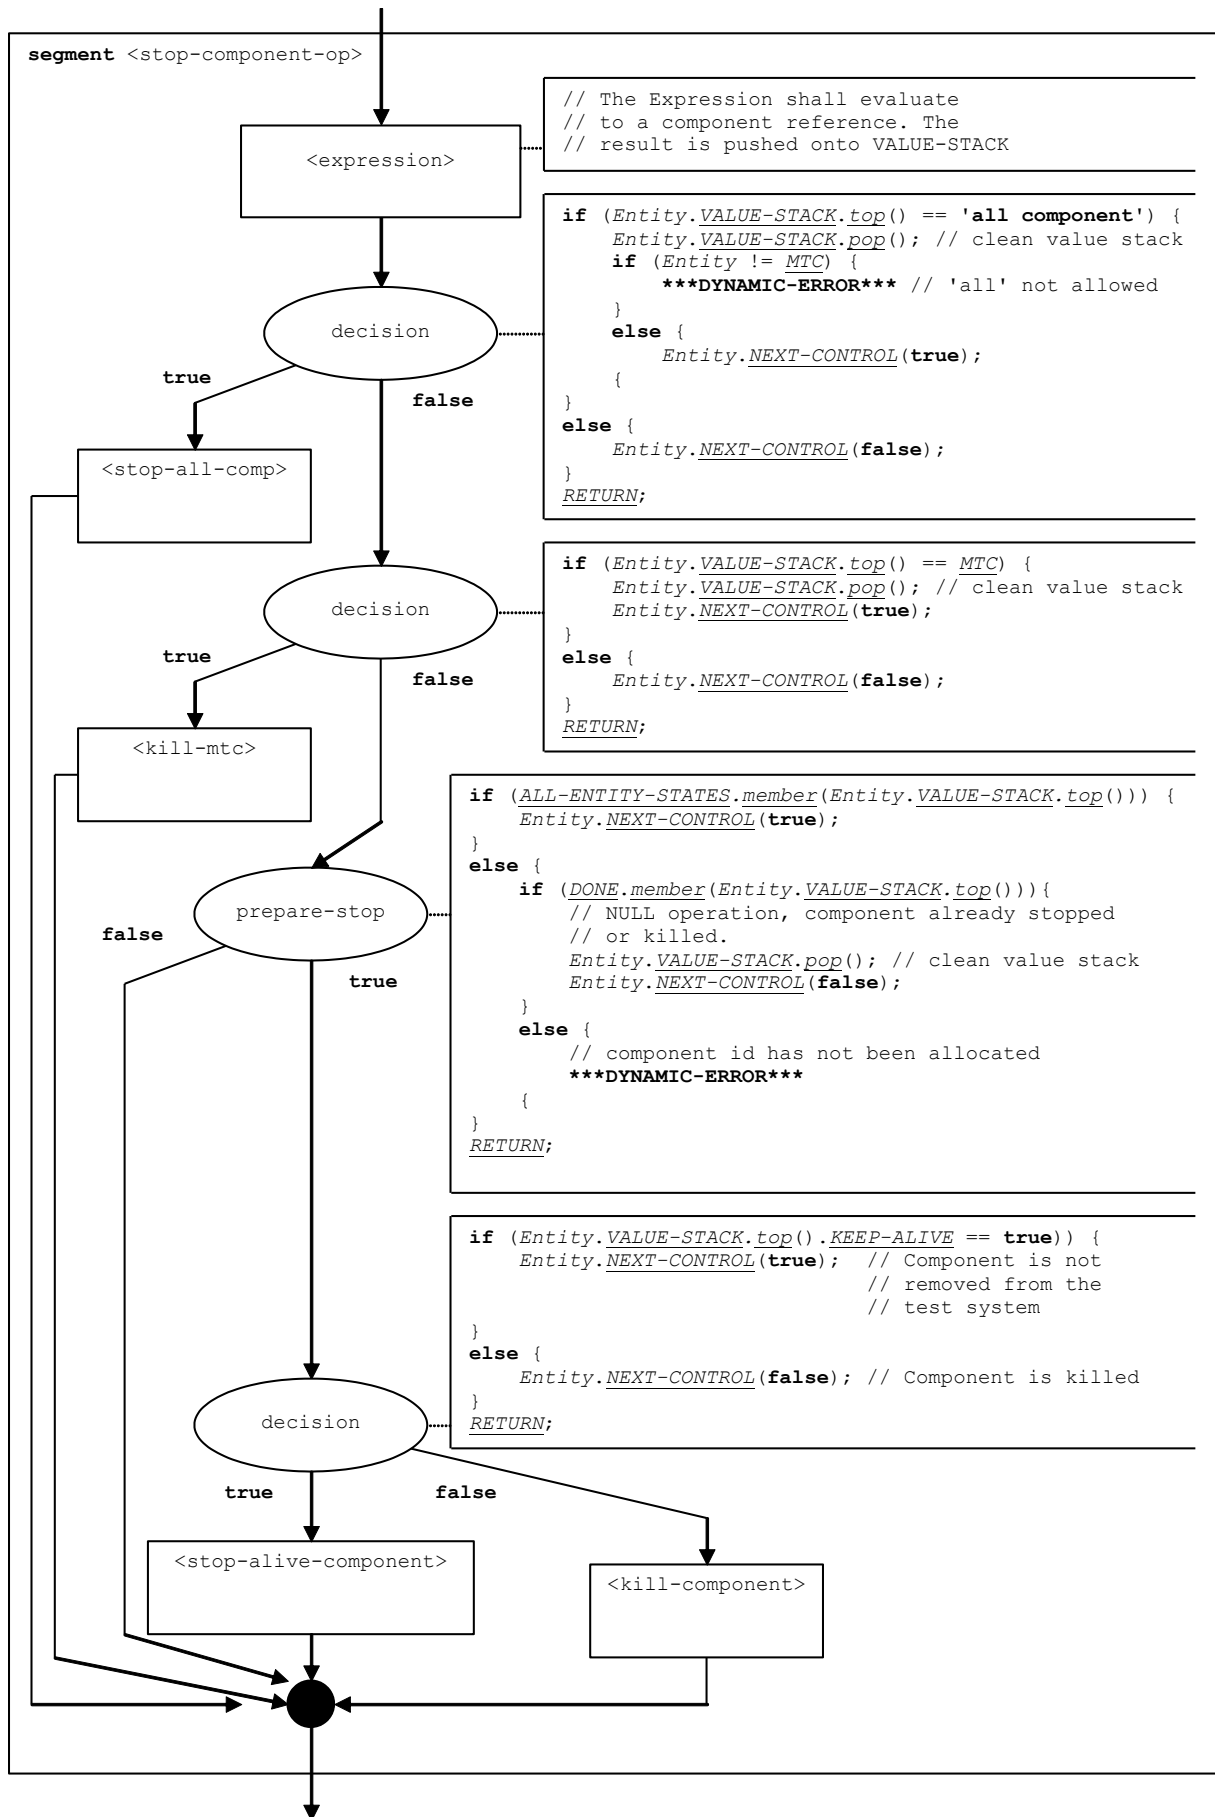 segment <stop-component-op>
// The Expression shall evaluate
// to a component reference. The
// result is pushed onto VALUE-STACK
<expression>
if (Entity.VALUE-STACK.top() == 'all component') {
Entity.VALUE-STACK.pop(); // clean value stack
if (Entity != MTC) {
***DYNAMIC-ERROR*** // 'all' not allowed
}
else {
Entity.NEXT-CONTROL(true);
{
}
else {
Entity.NEXT-CONTROL(false);
}
RETURN;
decision
true
false
<stop-all-comp>
if (Entity.VALUE-STACK.top() == MTC) {
Entity.VALUE-STACK.pop(); // clean value stack
Entity.NEXT-CONTROL(true);
}
else {
Entity.NEXT-CONTROL(false);
}
RETURN;
decision
true
false
<kill-mtc>
if (ALL-ENTITY-STATES.member(Entity.VALUE-STACK.top())) {
Entity.NEXT-CONTROL(true);
}
else {
if (DONE.member(Entity.VALUE-STACK.top())){
// NULL operation, component already stopped
// or killed.
Entity.VALUE-STACK.pop(); // clean value stack
Entity.NEXT-CONTROL(false);
}
else {
// component id has not been allocated
***DYNAMIC-ERROR***
{
}
RETURN;
prepare-stop
false
true
if (Entity.VALUE-STACK.top().KEEP-ALIVE == true)) {
Entity.NEXT-CONTROL(true); // Component is not
// removed from the
// test system
}
else {
Entity.NEXT-CONTROL(false); // Component is killed
}
RETURN;
decision
true
false
<stop-alive-component>
<kill-component>